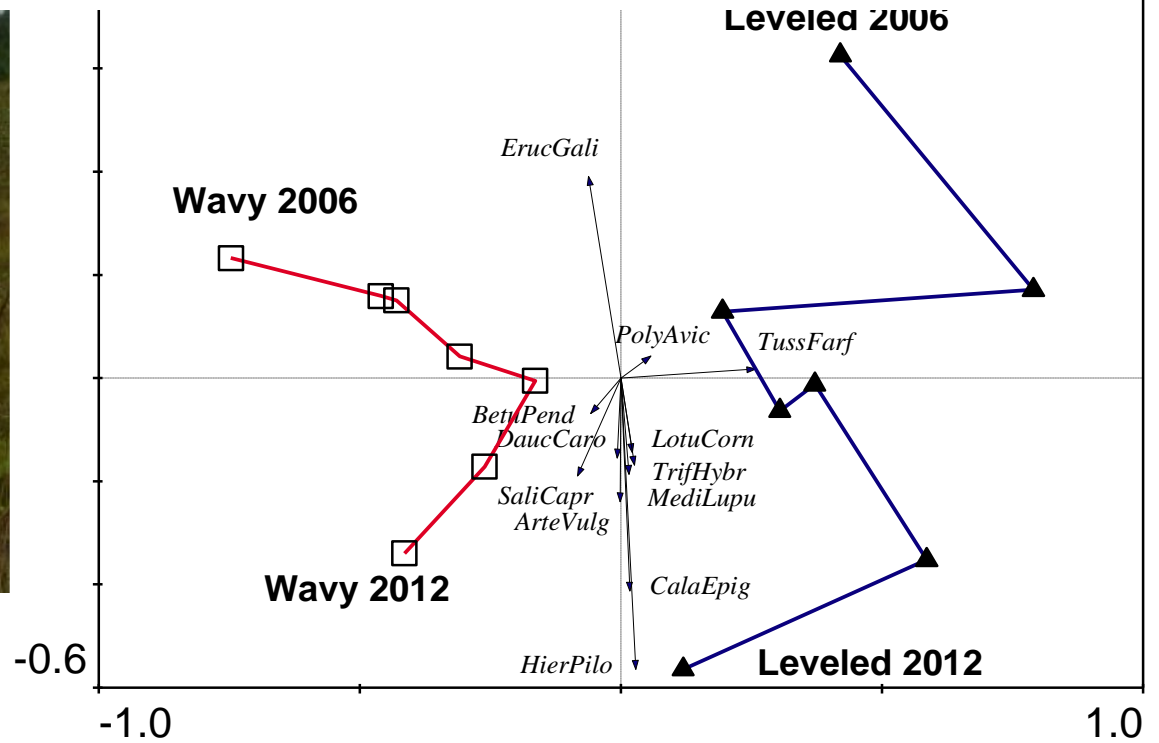 Leveled 2006
ErucGali
Wavy 2006
PolyAvic
TussFarf
BetuPend
DaucCaro
LotuCorn
TrifHybr
SaliCapr
MediLupu
ArteVulg
CalaEpig
Wavy 2012
HierPilo
Leveled 2012
-0.6
-1.0
1.0